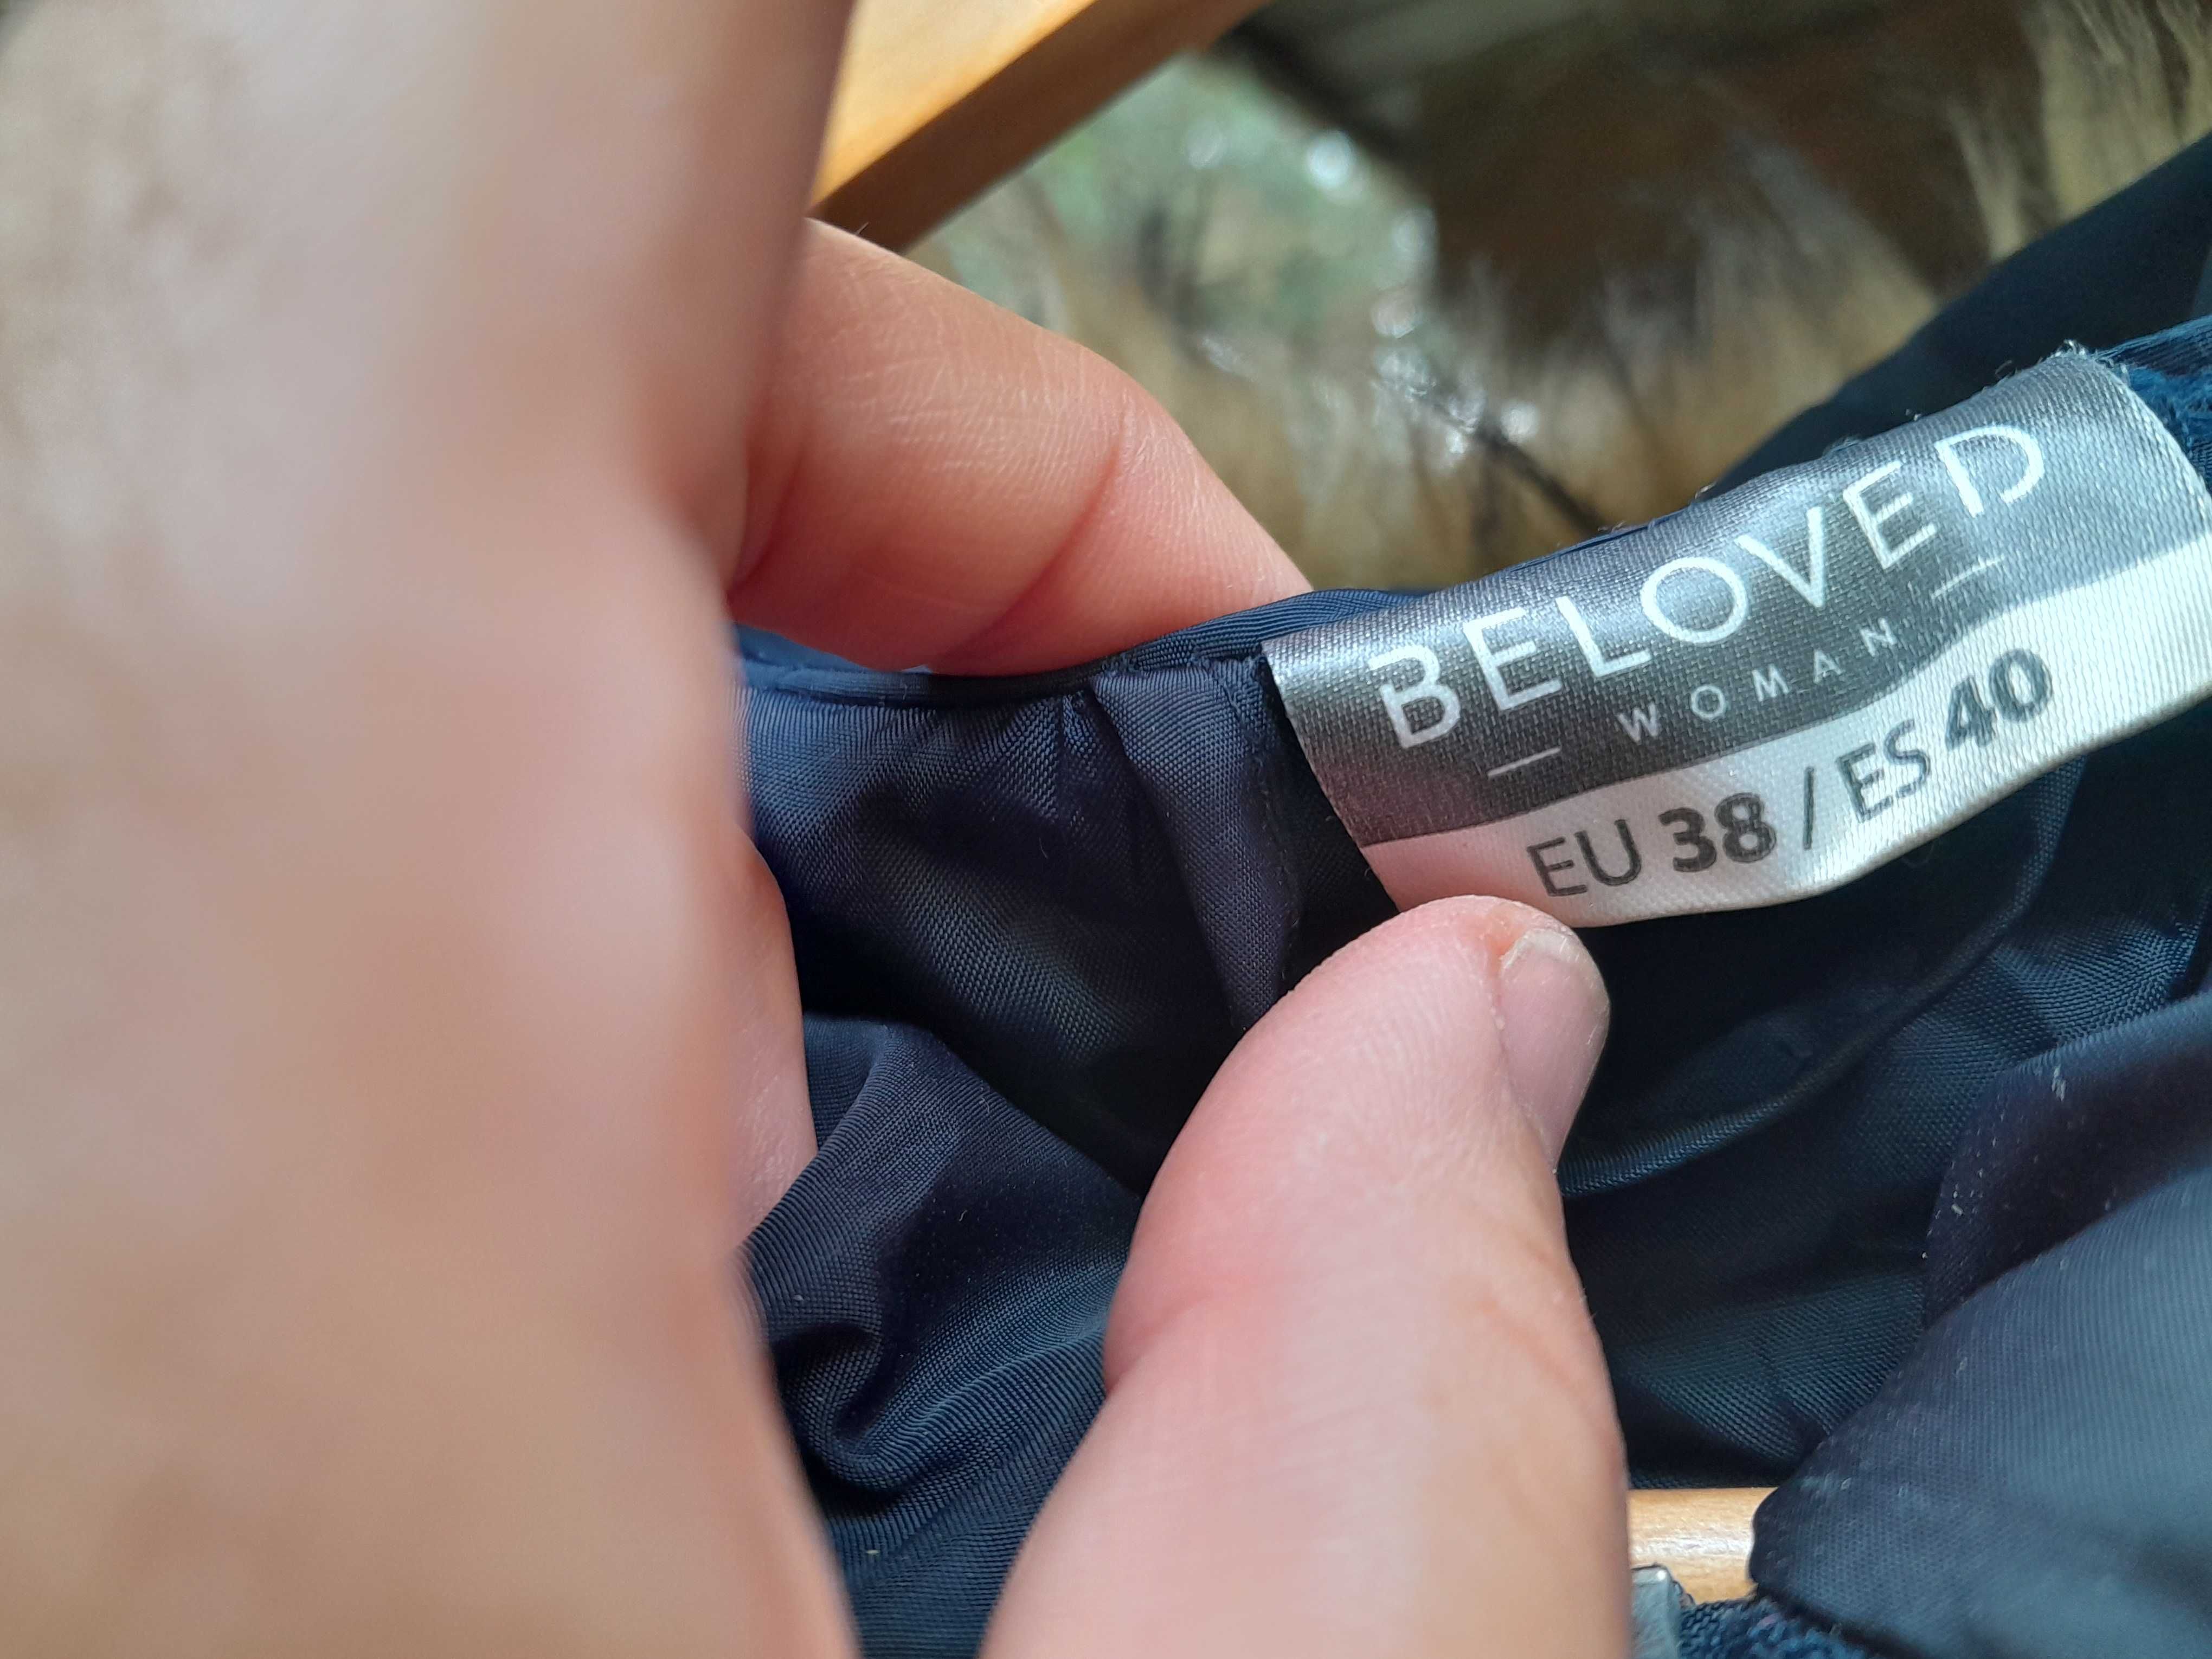 BELOVED
WOMAN
EU 38 / ES 40